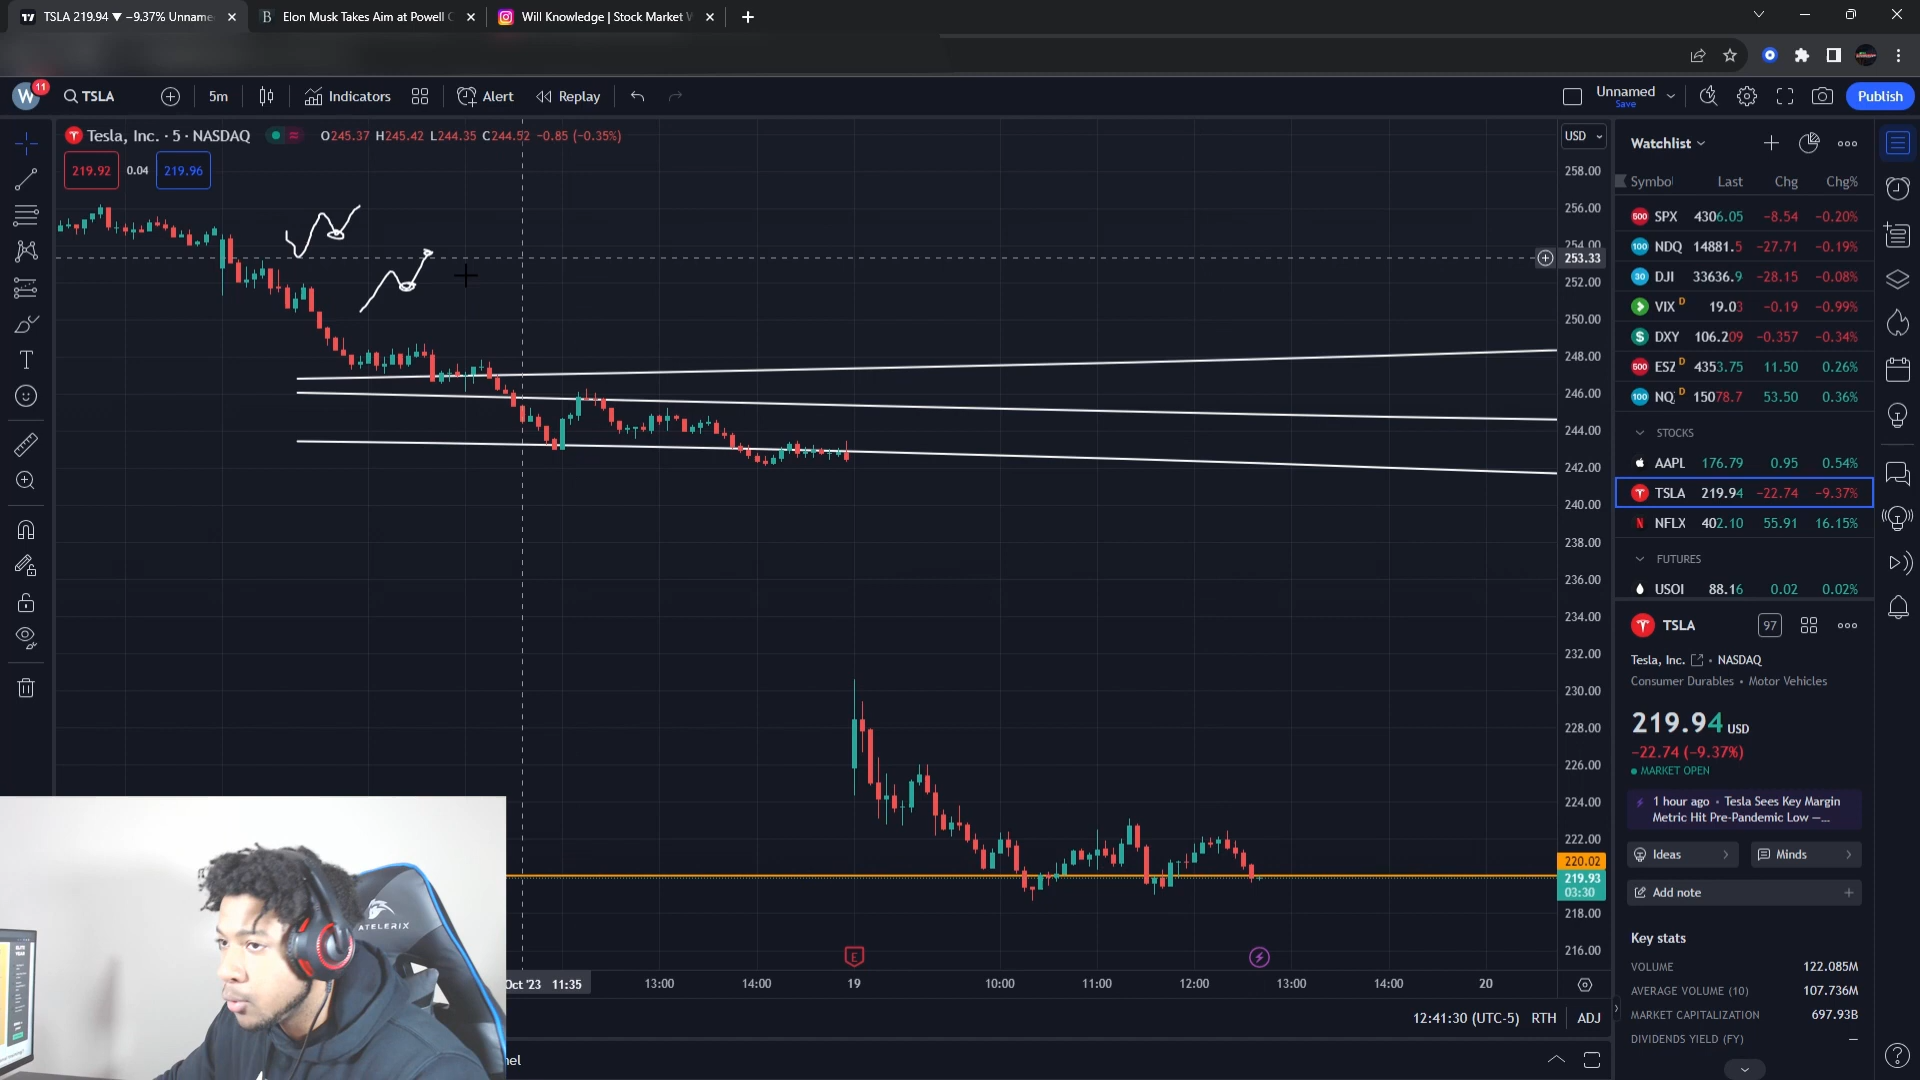 TSLA 219.94 ▼ −9.37% Unname
Elon Musk Takes Aim at Powell
Will Knowledge | Stock Market
W
11
TSLA
5m
Indicators
Alert
Replay
Unnamed
Save
Publish
Tesla, Inc. · 5 · NASDAQ
O245.37 H245.42 L244.35 C244.52 −0.85 (−0.35%)
219.92
0.04
219.96
USD
258.00
256.00
254.00
253.33
252.00
250.00
248.00
246.00
244.00
242.00
240.00
238.00
236.00
234.00
232.00
230.00
228.00
226.00
224.00
222.00
220.02
219.93
03:30
218.00
216.00
E
Oct '23 11:35
13:00
14:00
19
10:00
11:00
12:00
13:00
14:00
20
12:41:30 (UTC-5)
RTH
ADJ
nel
ATELERIX
Watchlist
Symbol Last Chg Chg%
SPX 4306.05 −8.54 −0.20%
NDQ 14881.5 −27.71 −0.19%
DJI 33636.9 −28.15 −0.08%
VIX D 19.03 −0.19 −0.99%
DXY 106.209 −0.357 −0.34%
ESZ D 4353.75 11.50 0.26%
NQ D 15078.7 53.50 0.36%
STOCKS
AAPL 176.79 0.95 0.54%
TSLA 219.94 −22.74 −9.37%
NFLX 402.10 55.91 16.15%
FUTURES
USOI 88.16 0.02 0.02%
TSLA
97
Tesla, Inc. • NASDAQ
Consumer Durables • Motor Vehicles
219.94 USD
−22.74 (−9.37%)
MARKET OPEN
1 hour ago • Tesla Sees Key Margin
Metric Hit Pre-Pandemic Low —...
Ideas
Minds
Add note
Key stats
VOLUME 122.085M
AVERAGE VOLUME (10) 107.736M
MARKET CAPITALIZATION 697.93B
DIVIDENDS YIELD (FY) —